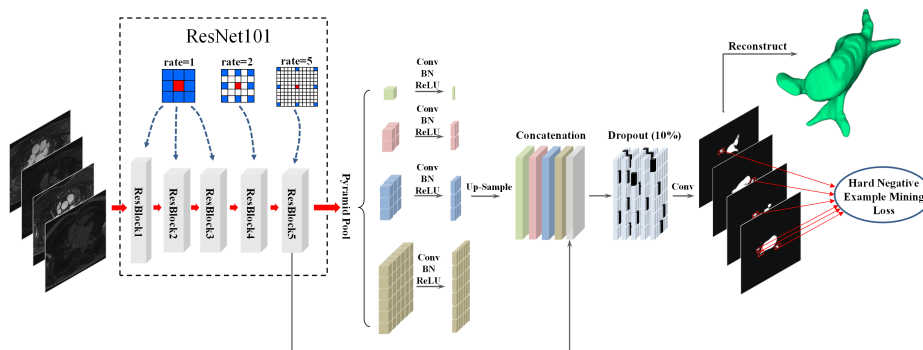 ResNet101
rate=1
rate=2
rate=5
ResBlock1
ResBlock2
ResBlock3
ResBlock4
ResBlock5
Pyramid Pool
Conv
BN
ReLU
Conv
BN
ReLU
Conv
BN
ReLU
Conv
BN
ReLU
Up-Sample
Concatenation
Dropout (10%)
Conv
Reconstruct
Hard Negative
Example Mining
Loss